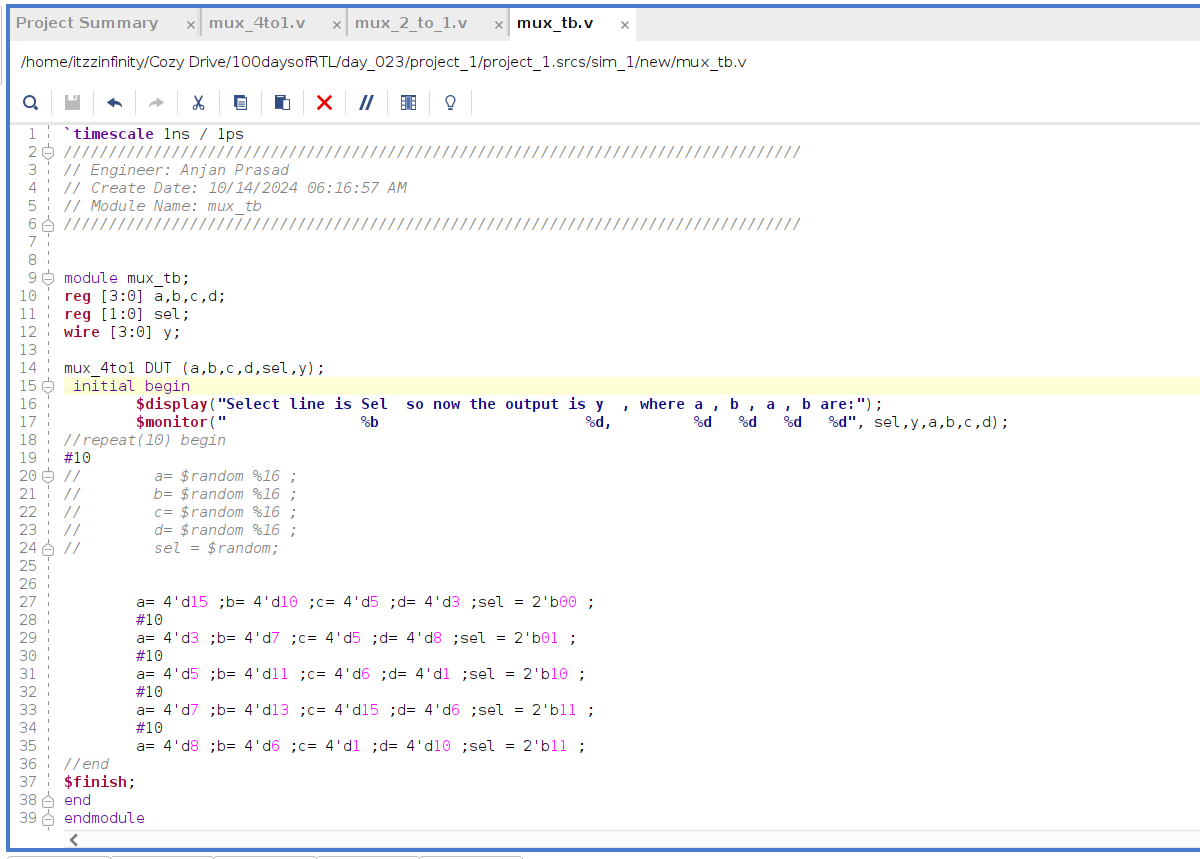 Project Summary × mux_4to1.v × mux_2_to_1.v × mux_tb.v ×
/home/itzzinfinity/Cozy Drive/100daysofRTL/day_023/project_1/project_1.srcs/sim_1/new/mux_tb.v
1 `timescale 1ns / 1ps
2 //////////////////////////////////////////////////////////////////////////////////
3 // Engineer: Anjan Prasad
4 // Create Date: 10/14/2024 06:16:57 AM
5 // Module Name: mux_tb
6 //////////////////////////////////////////////////////////////////////////////////
7
8
9 module mux_tb;
10 reg [3:0] a,b,c,d;
11 reg [1:0] sel;
12 wire [3:0] y;
13
14 mux_4to1 DUT (a,b,c,d,sel,y);
15  initial begin
16         $display("Select line is Sel  so now the output is y  , where a , b , a , b are:");
17         $monitor("               %b                       %d,         %d   %d   %d   %d", sel,y,a,b,c,d);
18 //repeat(10) begin
19 #10
20 //        a= $random %16 ;
21 //        b= $random %16 ;
22 //        c= $random %16 ;
23 //        d= $random %16 ;
24 //        sel = $random;
25
26
27         a= 4'd15 ;b= 4'd10 ;c= 4'd5 ;d= 4'd3 ;sel = 2'b00 ;
28         #10
29         a= 4'd3 ;b= 4'd7 ;c= 4'd5 ;d= 4'd8 ;sel = 2'b01 ;
30         #10
31         a= 4'd5 ;b= 4'd11 ;c= 4'd6 ;d= 4'd1 ;sel = 2'b10 ;
32         #10
33         a= 4'd7 ;b= 4'd13 ;c= 4'd15 ;d= 4'd6 ;sel = 2'b11 ;
34         #10
35         a= 4'd8 ;b= 4'd6 ;c= 4'd1 ;d= 4'd10 ;sel = 2'b11 ;
36 //end
37 $finish;
38 end
39 endmodule